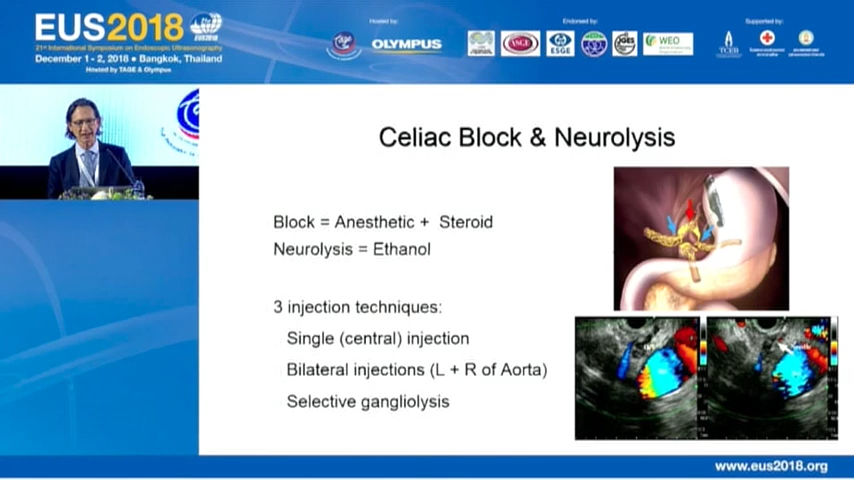 EUS2018
21st International Symposium on Endoscopic Ultrasonography
December 1 - 2, 2018 • Bangkok, Thailand
Hosted by TAGE & Olympus
Hosted by:
OLYMPUS
Endorsed by:
ASGE
ESGE
JGES
WEO
Supported by:
TCEB
Celiac Block & Neurolysis
Block = Anesthetic + Steroid
Neurolysis = Ethanol
3 injection techniques:
Single (central) injection
Bilateral injections (L + R of Aorta)
Selective gangliolysis
www.eus2018.org